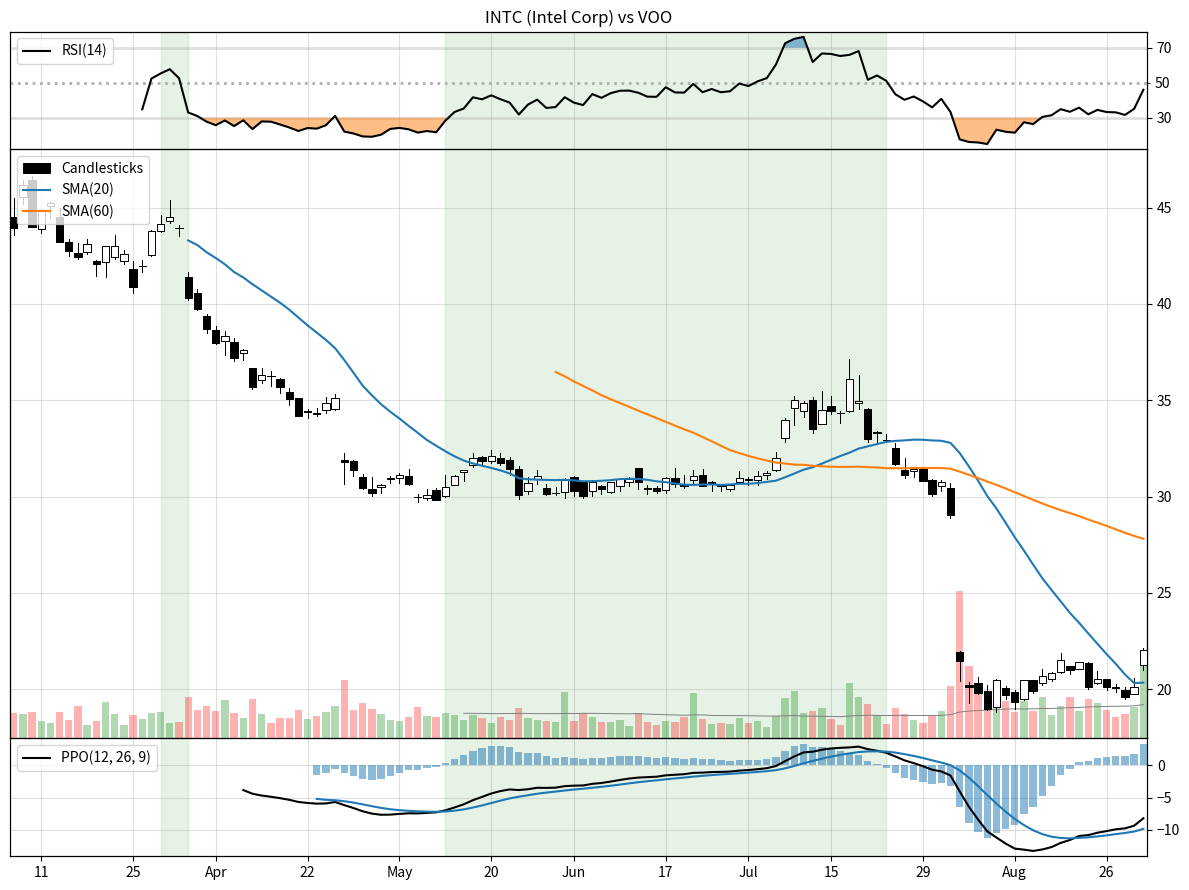 INTC (Intel Corp) vs VOO
RSI(14)
70
50
30
Candlesticks
SMA(20)
SMA(60)
45
40
35
30
25
20
PPO(12, 26, 9)
0
−5
−10
11 25 Apr 22 May 20 Jun 17 Jul 15 29 Aug 26